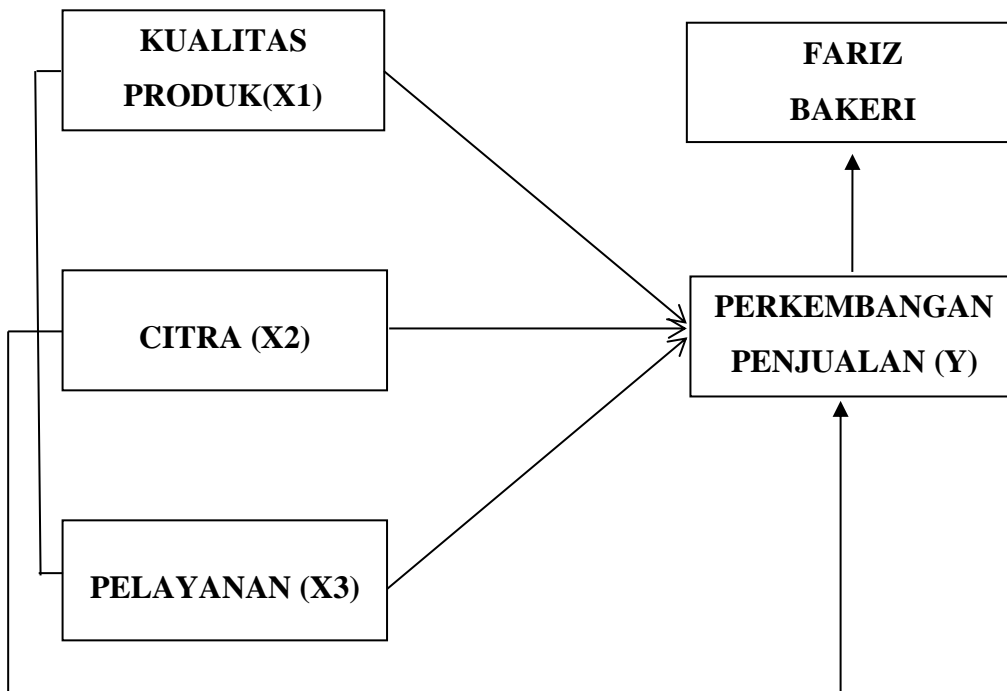 KUALITAS
PRODUK(X1)
FARIZ
BAKERI
CITRA (X2)
PERKEMBANGAN
PENJUALAN (Y)
PELAYANAN (X3)